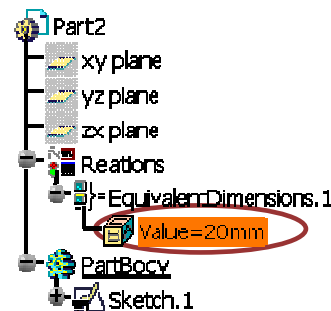 Part2
xy plane
yz plane
zx plane
Reations
EquivalentDimensions.1
Value=20mm
PartBocy
Sketch.1